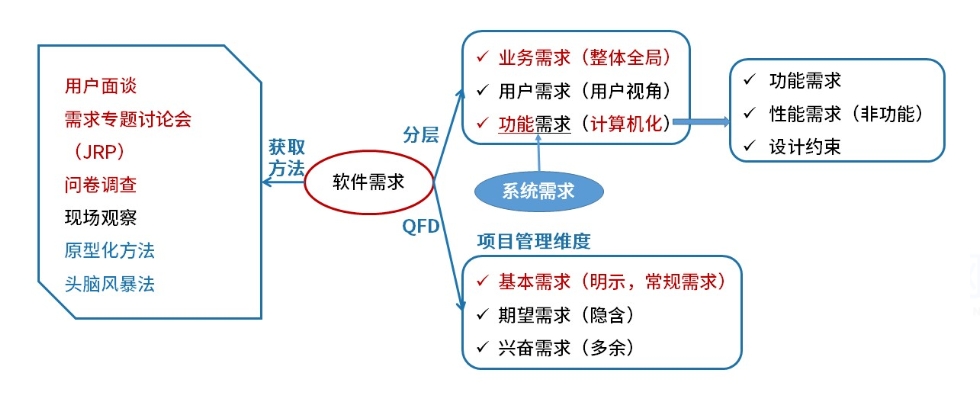 用户面谈
需求专题讨论会
（JRP）
问卷调查
现场观察
原型化方法
头脑风暴法
获取
方法
软件需求
分层
QFD
✓ 业务需求（整体全局）
✓ 用户需求（用户视角）
✓ 功能需求（计算机化）
系统需求
✓ 功能需求
✓ 性能需求（非功能）
✓ 设计约束
项目管理维度
✓ 基本需求（明示，常规需求）
✓ 期望需求（隐含）
✓ 兴奋需求（多余）